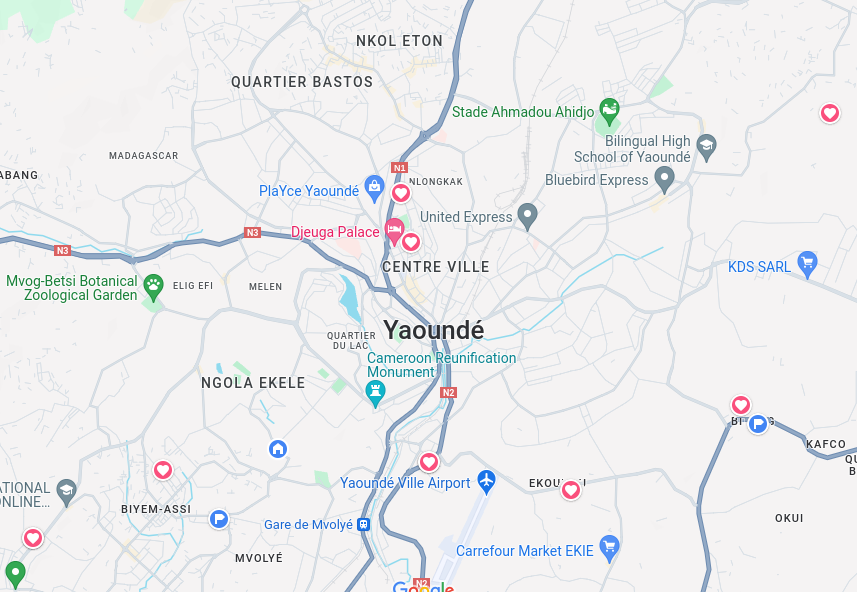 NKOL ETON
QUARTIER BASTOS
Stade Ahmadou Ahidjo
Bilingual High
School of Yaoundé
MADAGASCAR
ABANG
N1
NLONGKAK
PlaYce Yaoundé
Bluebird Express
United Express
Djeuga Palace
N3
N3
CENTRE VILLE
KDS SARL
Mvog-Betsi Botanical
Zoological Garden
ELIG EFI
MELEN
Yaoundé
QUARTIER
DU LAC
Cameroon Reunification
Monument
NGOLA EKELE
N2
KAFCO
QU
B
ATIONAL
ONLINE...
Yaoundé Ville Airport
BIYEM-ASSI
Gare de Mvolyé
OKUI
MVOLYÉ
Carrefour Market EKIE
N2
Google